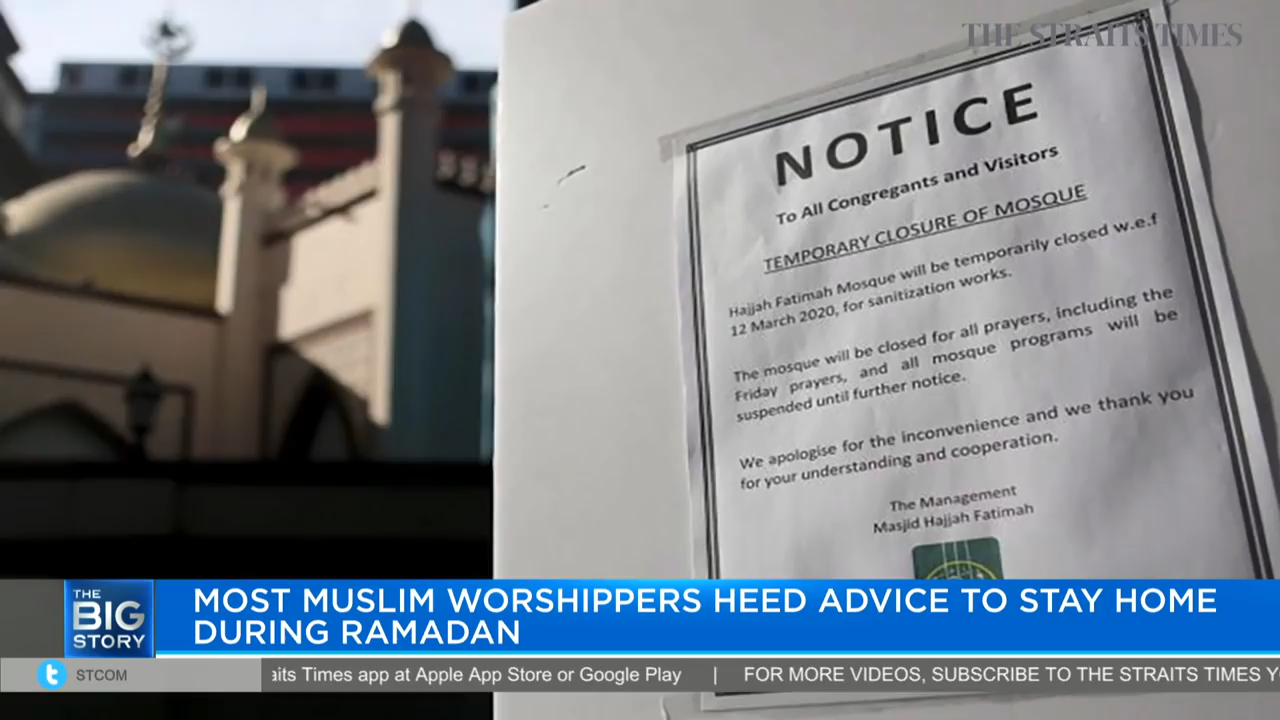 THE STRAITS TIMES
NOTICE
To All Congregants and Visitors
TEMPORARY CLOSURE OF MOSQUE
Hajjah Fatimah Mosque will be temporarily closed w.e.f
12 March 2020, for sanitization works.
The mosque will be closed for all prayers, including the
Friday prayers, and all mosque programs will be
suspended until further notice.
We apologise for the inconvenience and we thank you
for your understanding and cooperation.
The Management
Masjid Hajjah Fatimah
THE
BIG
STORY
MOST MUSLIM WORSHIPPERS HEED ADVICE TO STAY HOME
DURING RAMADAN
STCOM
aits Times app at Apple App Store or Google Play | FOR MORE VIDEOS, SUBSCRIBE TO THE STRAITS TIMES Y